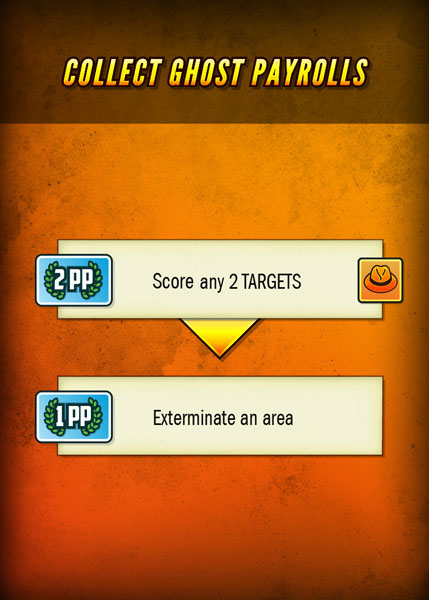 COLLECT GHOST PAYROLLS
2 PP
Score any 2 TARGETS
1 PP
Exterminate an area